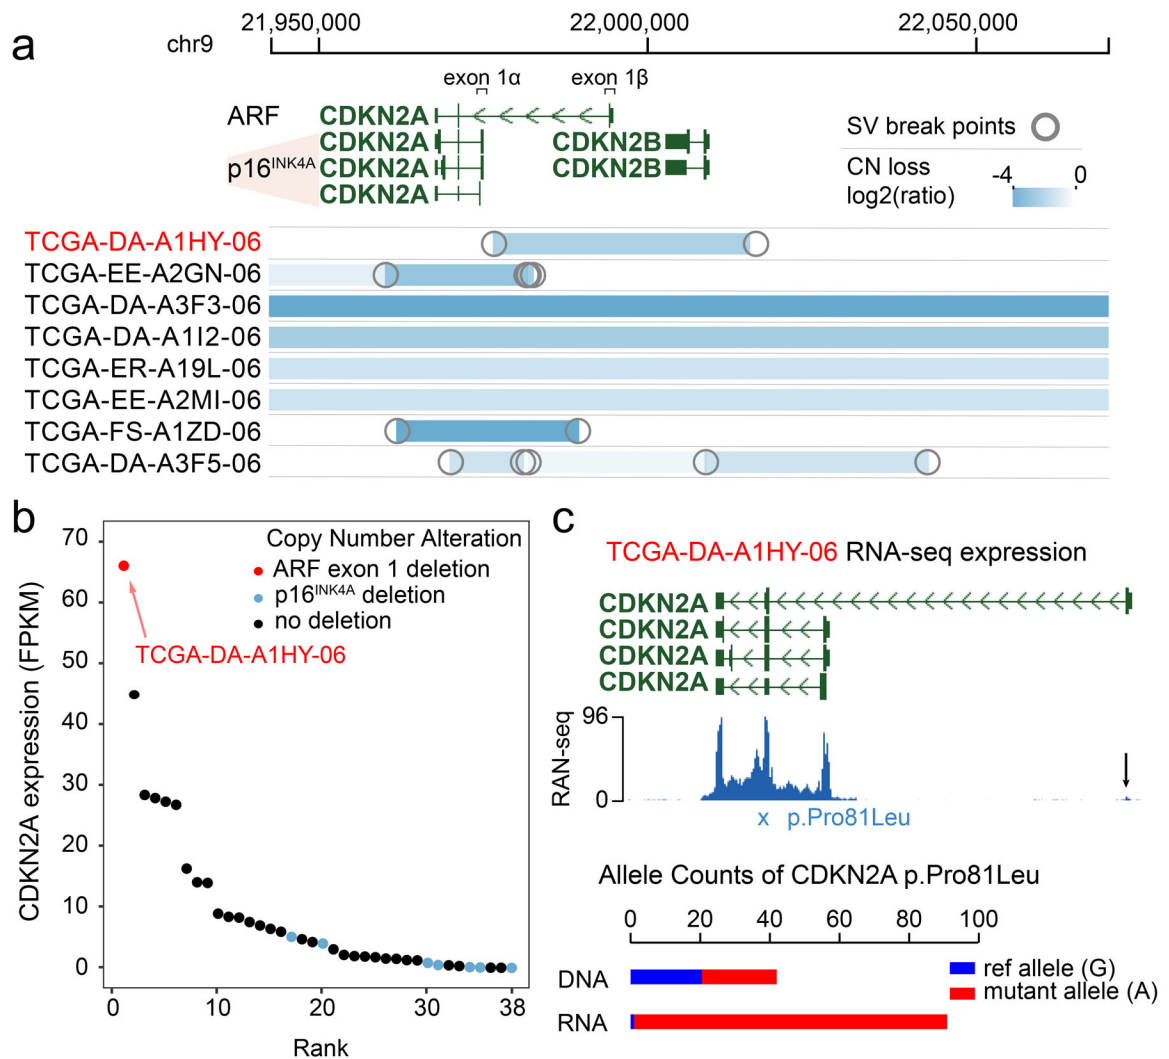 a
chr9
21,950,000 22,000,000 22,050,000
exon 1α exon 1β
ARF CDKN2A
p16INK4A CDKN2A CDKN2B
CDKN2A CDKN2B
CDKN2A
SV break points
CN loss
log2(ratio)
-4 0
TCGA-DA-A1HY-06
TCGA-EE-A2GN-06
TCGA-DA-A3F3-06
TCGA-DA-A1I2-06
TCGA-ER-A19L-06
TCGA-EE-A2MI-06
TCGA-FS-A1ZD-06
TCGA-DA-A3F5-06
b
CDKN2A expression (FPKM)
70
60
50
40
30
20
10
0
Copy Number Alteration
ARF exon 1 deletion
p16INK4A deletion
no deletion
TCGA-DA-A1HY-06
0 10 20 30 38
Rank
c
TCGA-DA-A1HY-06 RNA-seq expression
CDKN2A
CDKN2A
CDKN2A
CDKN2A
RAN-seq
96
0
x p.Pro81Leu
Allele Counts of CDKN2A p.Pro81Leu
0 20 40 60 80 100
DNA
RNA
ref allele (G)
mutant allele (A)